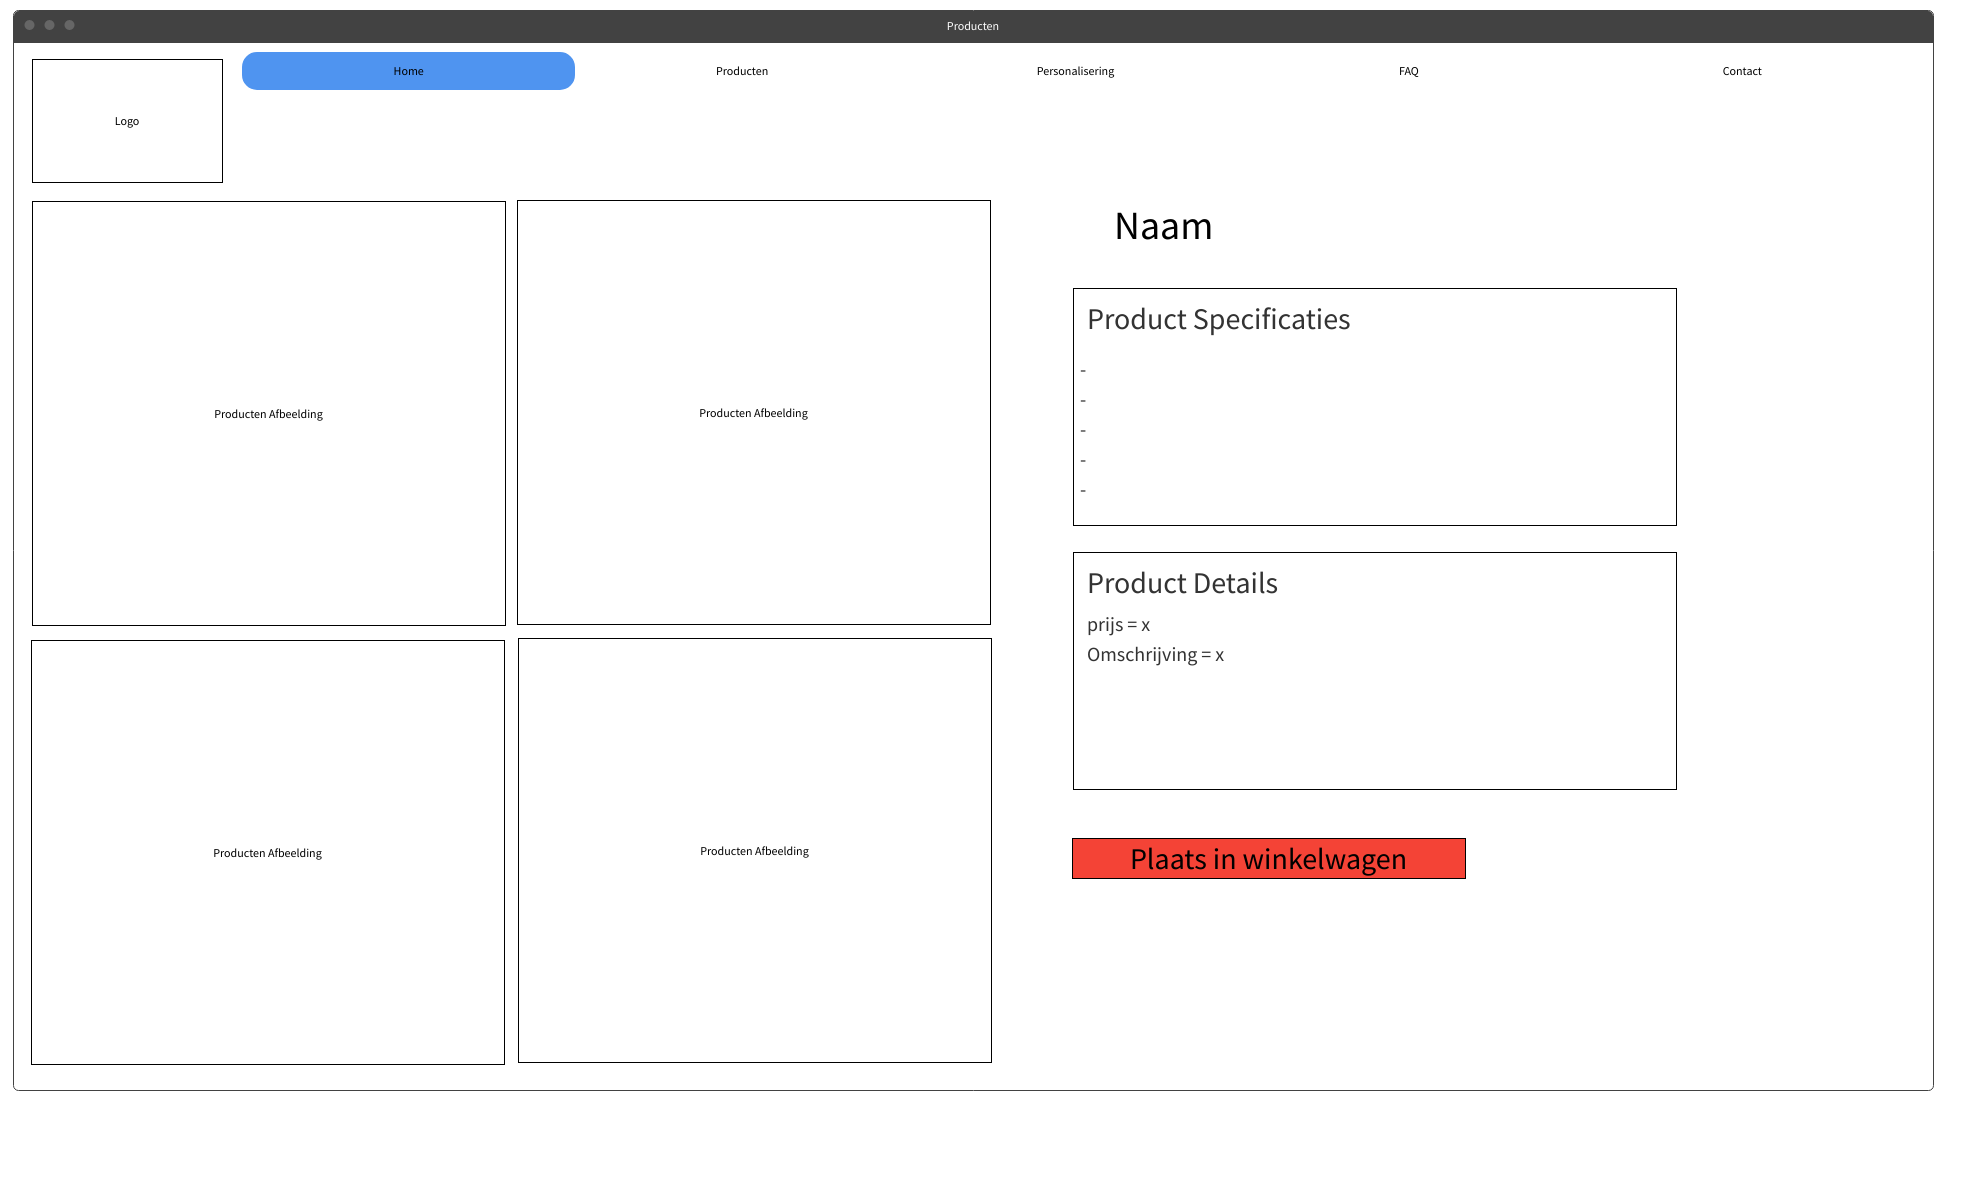 Producten
Home
Producten
Personalisering
FAQ
Contact
Logo
Producten Afbeelding
Producten Afbeelding
Naam
Product Specificaties
-
-
-
-
-
Product Details
prijs = x
Omschrijving = x
Producten Afbeelding
Producten Afbeelding
Plaats in winkelwagen